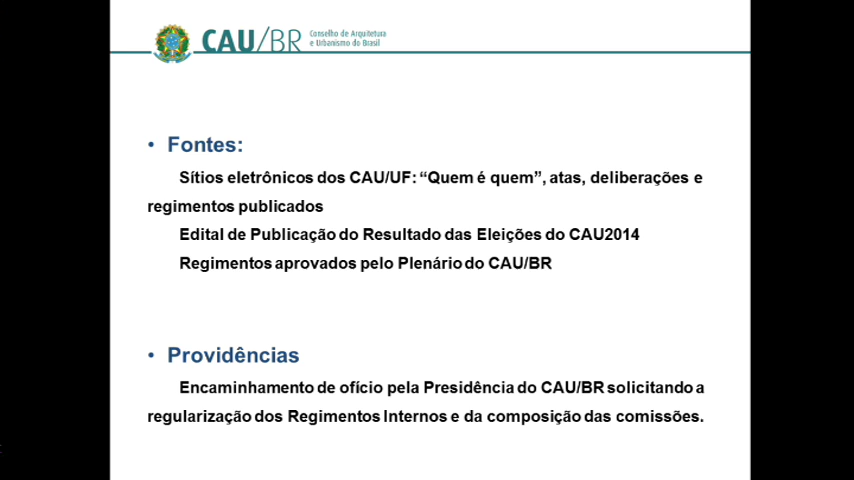 CAU/BR Conselho de Arquitetura
e Urbanismo do Brasil
• Fontes:
Sítios eletrônicos dos CAU/UF: “Quem é quem”, atas, deliberações e
regimentos publicados
Edital de Publicação do Resultado das Eleições do CAU2014
Regimentos aprovados pelo Plenário do CAU/BR
• Providências
Encaminhamento de ofício pela Presidência do CAU/BR solicitando a
regularização dos Regimentos Internos e da composição das comissões.